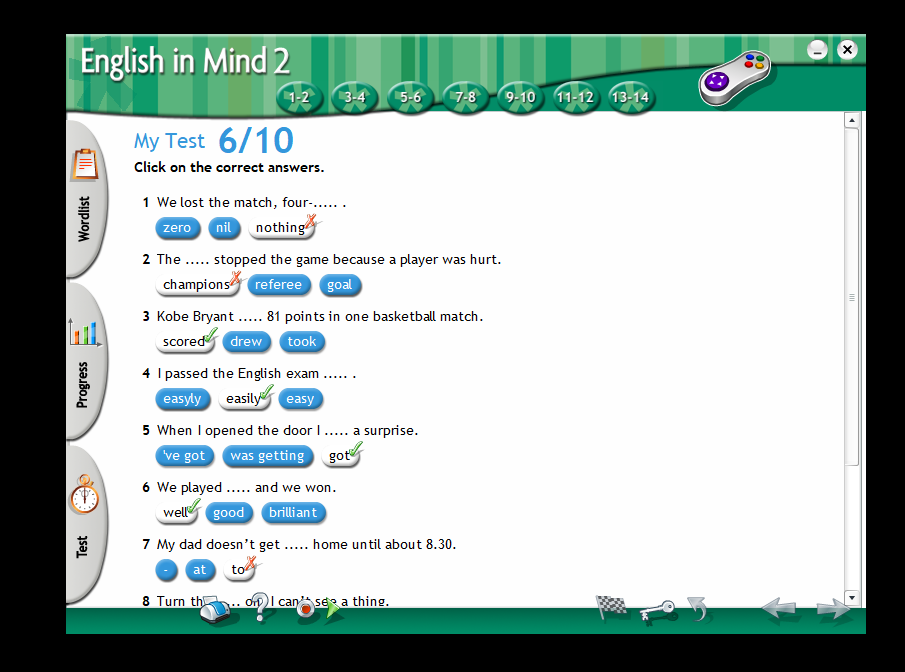 English in Mind 2
1-2 3-4 5-6 7-8 9-10 11-12 13-14
My Test 6/10
Click on the correct answers.
Wordlist
Progress
Test
1 We lost the match, four-..... .
zero nil nothing
2 The ..... stopped the game because a player was hurt.
champions referee goal
3 Kobe Bryant ..... 81 points in one basketball match.
scored drew took
4 I passed the English exam ..... .
easyly easily easy
5 When I opened the door I ..... a surprise.
've got was getting got
6 We played ..... and we won.
well good brilliant
7 My dad doesn't get ..... home until about 8.30.
- at to
8 Turn ... I can't see a thing.